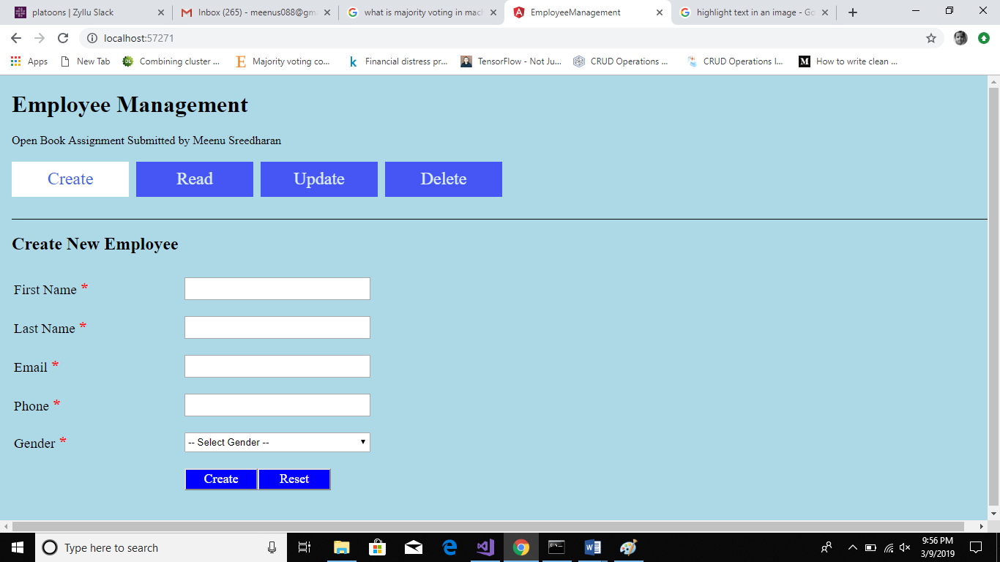 platoons | Zyllu Slack
Inbox (265) - meenus088@gm
what is majority voting in mac
EmployeeManagement
highlight text in an image - Go
localhost:57271
Apps
New Tab
Combining cluster ...
Majority voting co...
Financial distress pr...
TensorFlow - Not Ju...
CRUD Operations ...
CRUD Operations I...
How to write clean ...
Employee Management
Open Book Assignment Submitted by Meenu Sreedharan
Create Read Update Delete
Create New Employee
First Name *
Last Name *
Email *
Phone *
Gender * -- Select Gender --
Create Reset
Type here to search
9:56 PM
3/9/2019